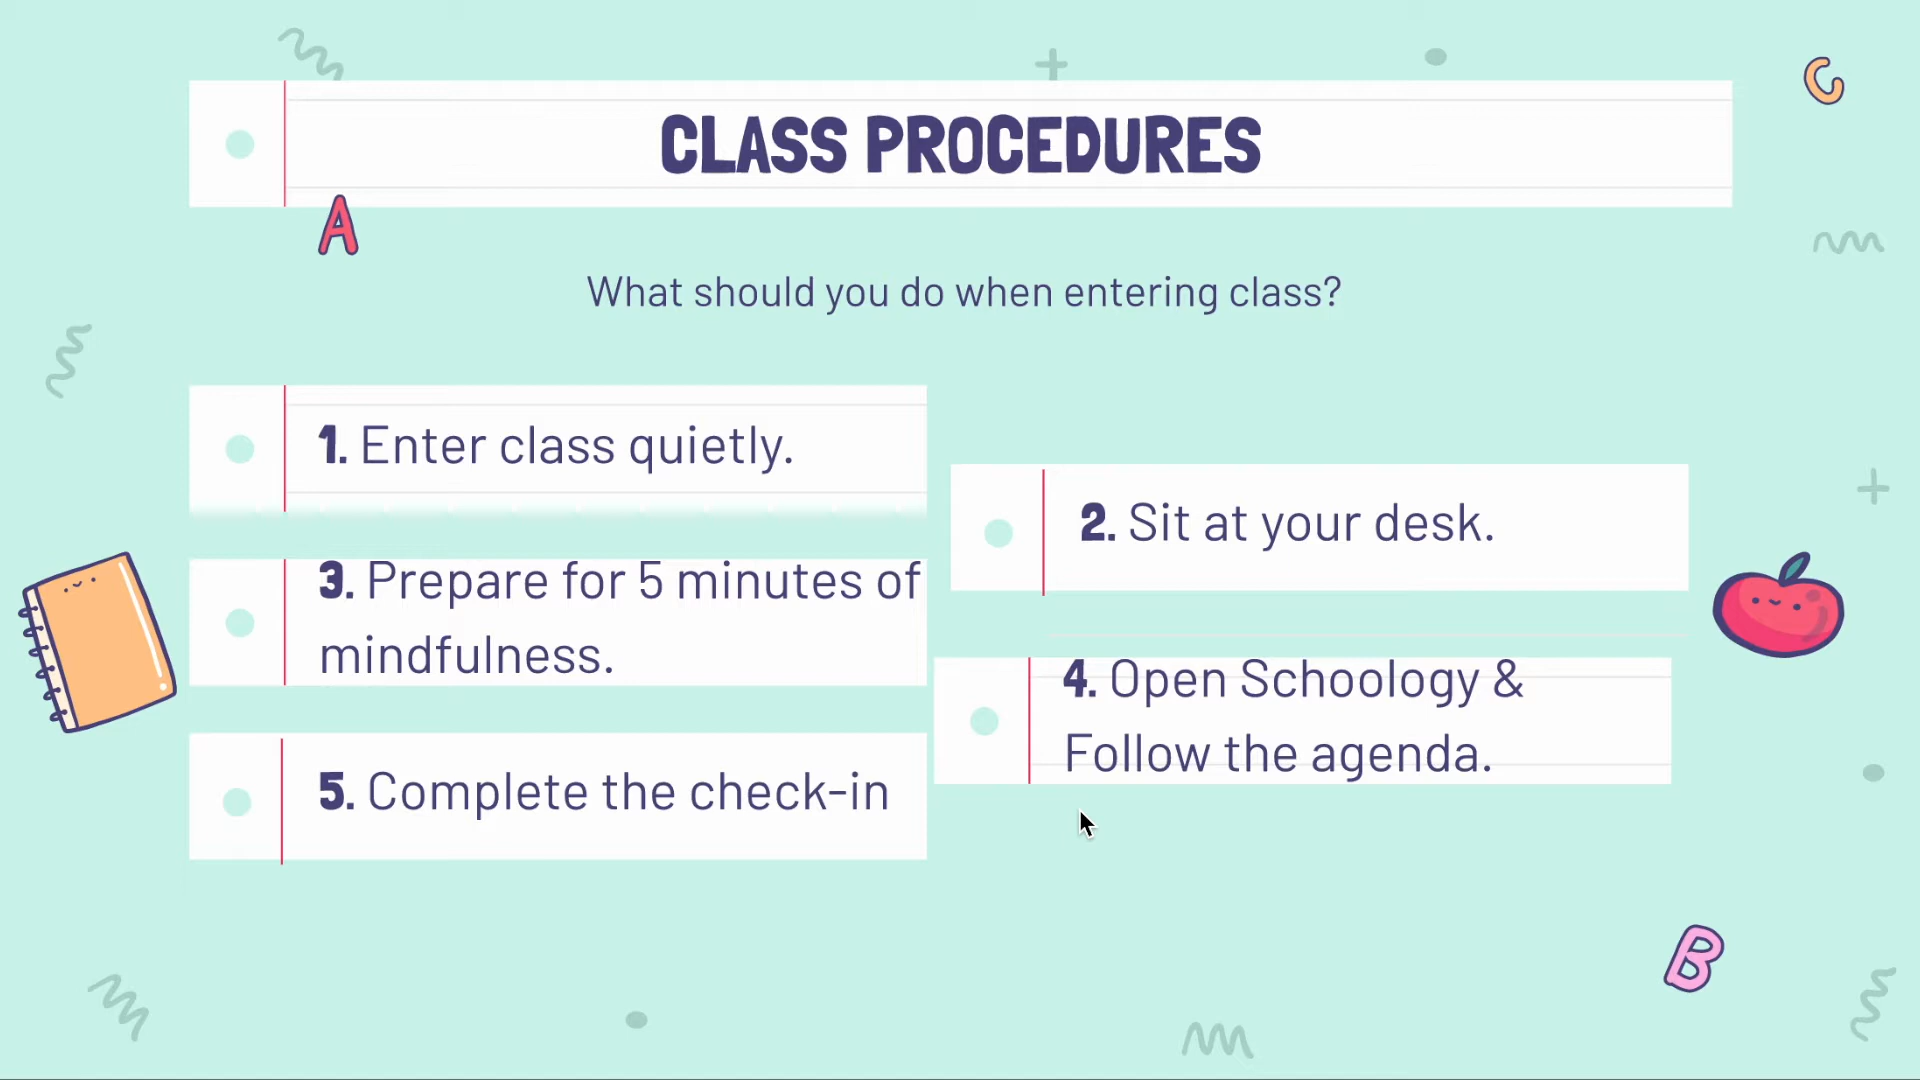 CLASS PROCEDURES
What should you do when entering class?
1. Enter class quietly.
2. Sit at your desk.
3. Prepare for 5 minutes of
mindfulness.
4. Open Schoology &
Follow the agenda.
5. Complete the check-in
A
B
C